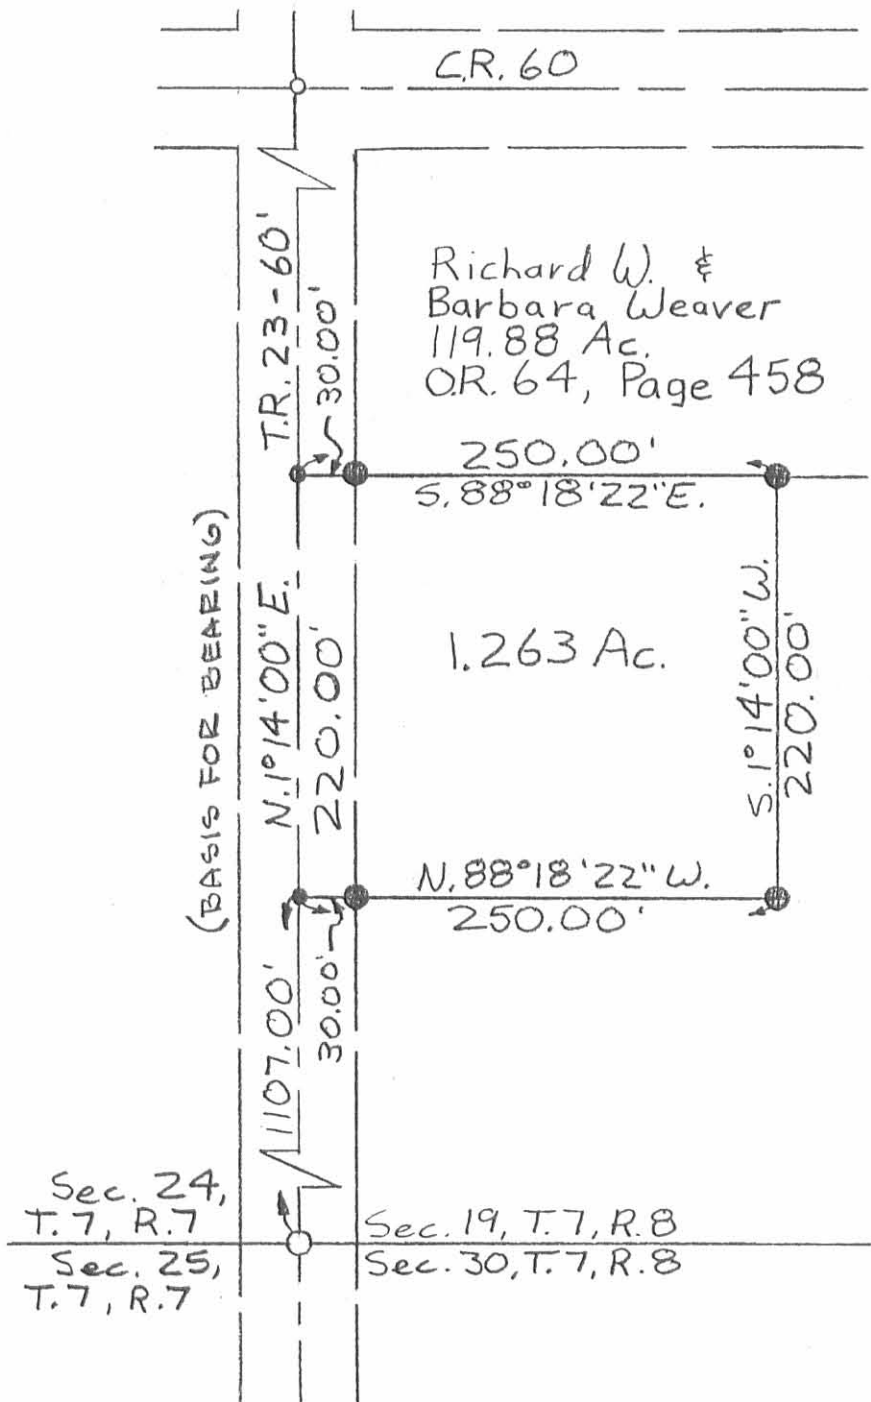 C.R. 60
T.R. 23-60'
30.00'
Richard W. &
Barbara Weaver
119.88 Ac.
O.R. 64, Page 458
250.00'
S. 88°18'22" E.
(BASIS FOR BEARING)
N. 1°14'00" E.
220.00'
1.263 Ac.
S. 1°14'00" W.
220.00'
N. 88°18'22" W.
250.00'
1107.00'
30.00'
Sec. 24,
T. 7, R. 7
Sec. 19, T. 7, R. 8
Sec. 25,
T. 7, R. 7
Sec. 30, T. 7, R. 8